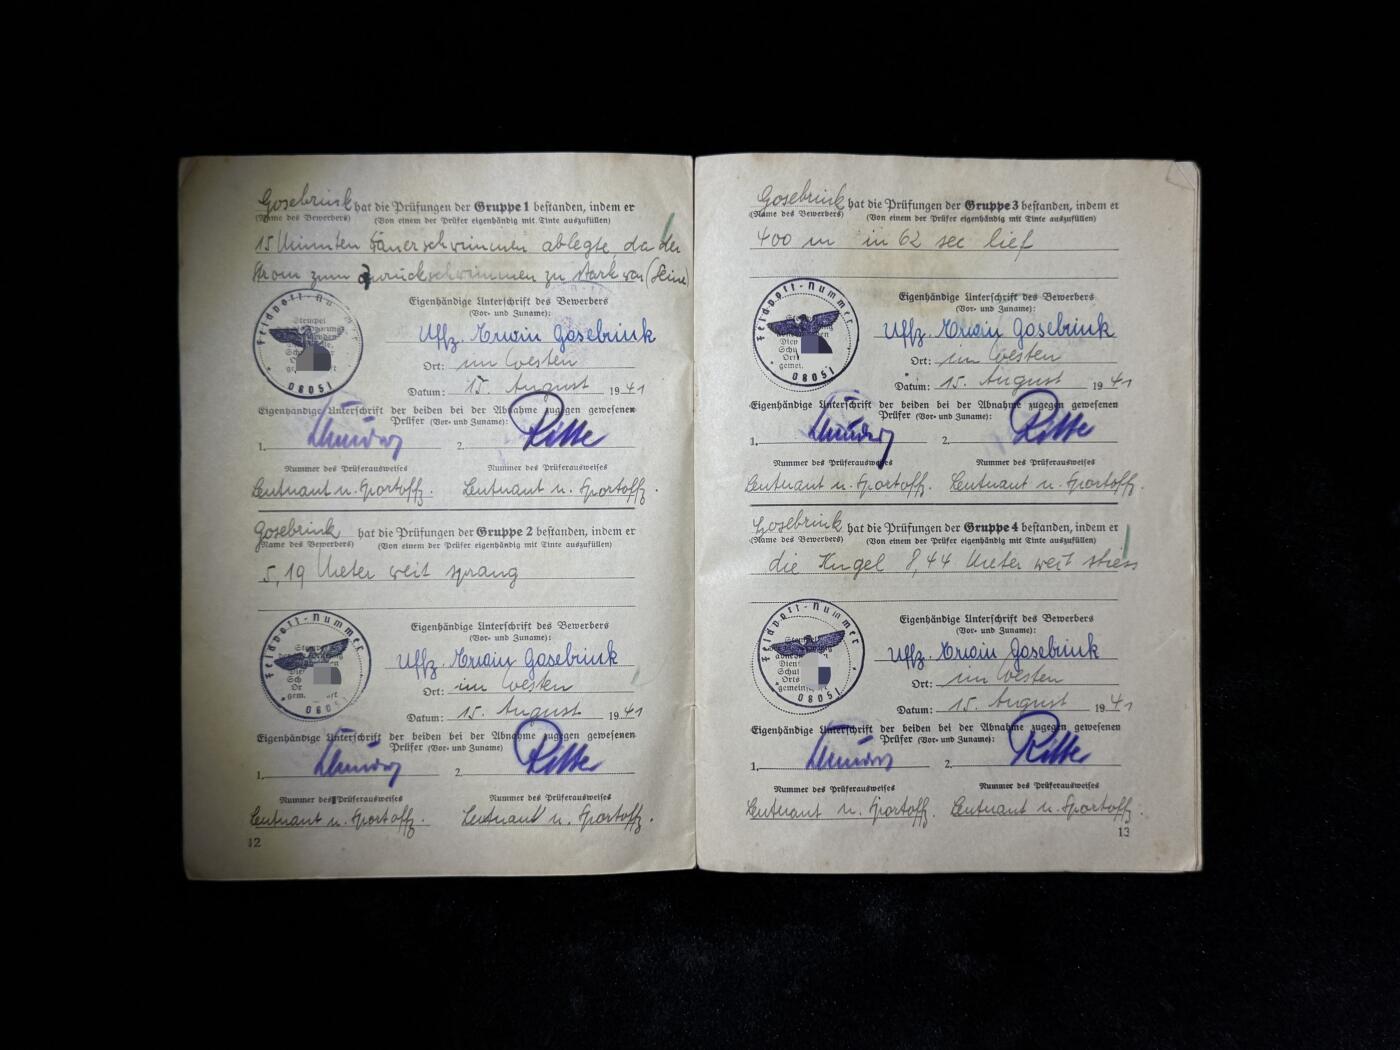 Gosebrink hat die Prüfungen der Gruppe 1 bestanden, indem er
(Name des Bewerbers) (Von einem der Prüfer eigenhändig mit Tinte auszufüllen)
15 Minuten Dauerschwimmen ablegte, da der
Strom zum Zurückschwimmen zu stark war (Seine)
Feldpost-Nummer
08051
Eigenhändige Unterschrift des Bewerbers
(Vor- und Zuname):
Uffz. Erwin Gosebrink
Ort: im Westen
Datum: 15. August 1941
Eigenhändige Unterschrift der beiden bei der Abnahme zugegen gewesenen
Prüfer (Vor- und Zuname):
1. 2. Ritter
Nummer des Prüferausweises Nummer des Prüferausweises
Leutnant u. Sportoffz. Leutnant u. Sportoffz.
Gosebrink hat die Prüfungen der Gruppe 2 bestanden, indem er
(Name des Bewerbers) (Von einem der Prüfer eigenhändig mit Tinte auszufüllen)
5,19 Meter weit sprang
Feldpost-Nummer
08051
Eigenhändige Unterschrift des Bewerbers
(Vor- und Zuname):
Uffz. Erwin Gosebrink
Ort: im Westen
Datum: 15. August 1941
Eigenhändige Unterschrift der beiden bei der Abnahme zugegen gewesenen
Prüfer (Vor- und Zuname)
1. 2. Ritter
Nummer des Prüferausweises Nummer des Prüferausweises
Leutnant u. Sportoffz. Leutnant u. Sportoffz.
12
Gosebrink hat die Prüfungen der Gruppe 3 bestanden, indem er
(Name des Bewerbers) (Von einem der Prüfer eigenhändig mit Tinte auszufüllen)
400 m in 62 sec lief
Feldpost-Nummer
08051
Eigenhändige Unterschrift des Bewerbers
(Vor- und Zuname):
Uffz. Erwin Gosebrink
Ort: im Westen
Datum: 15. August 1941
Eigenhändige Unterschrift der beiden bei der Abnahme zugegen gewesenen
Prüfer (Vor- und Zuname):
1. 2. Ritter
Nummer des Prüferausweises Nummer des Prüferausweises
Leutnant u. Sportoffz. Leutnant u. Sportoffz.
Gosebrink hat die Prüfungen der Gruppe 4 bestanden, indem er
(Name des Bewerbers) (Von einem der Prüfer eigenhändig mit Tinte auszufüllen)
die Kugel 8,44 Meter weit stiess
Feldpost-Nummer
08051
Eigenhändige Unterschrift des Bewerbers
(Vor- und Zuname):
Uffz. Erwin Gosebrink
Ort: im Westen
Datum: 15. August 1941
Eigenhändige Unterschrift der beiden bei der Abnahme zugegen gewesenen
Prüfer (Vor- und Zuname):
1. 2. Ritter
Nummer des Prüferausweises Nummer des Prüferausweises
Leutnant u. Sportoffz. Leutnant u. Sportoffz.
13